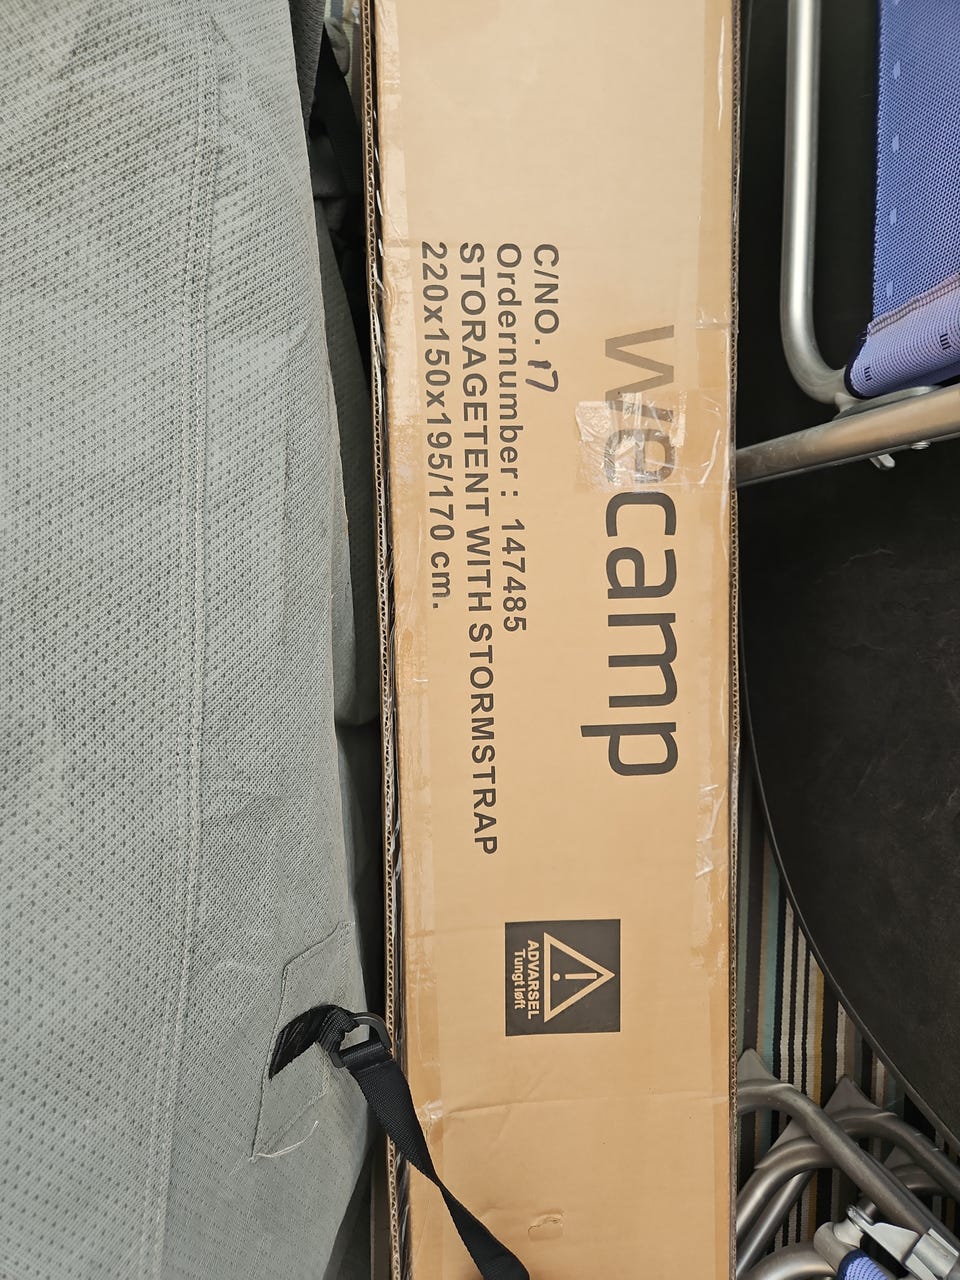 wecamp
C/NO. 17
Ordernumber : 147485
STORAGETENT WITH STORMSTRAP
220x150x195/170 cm.
ADVARSEL
Tungt løft